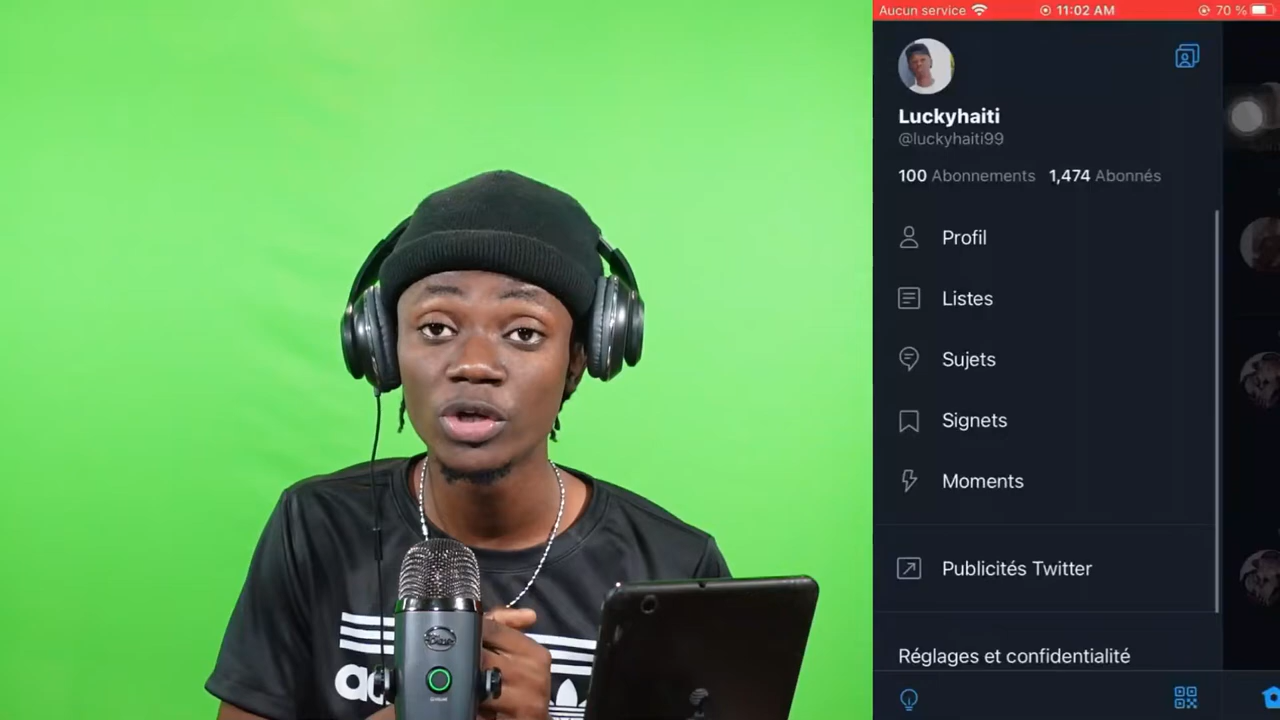 Aucun service
11:02 AM
70 %
Luckyhaiti
@luckyhaiti99
100 Abonnements 1,474 Abonnés
Profil
Listes
Sujets
Signets
Moments
Publicités Twitter
Réglages et confidentialité
Blue